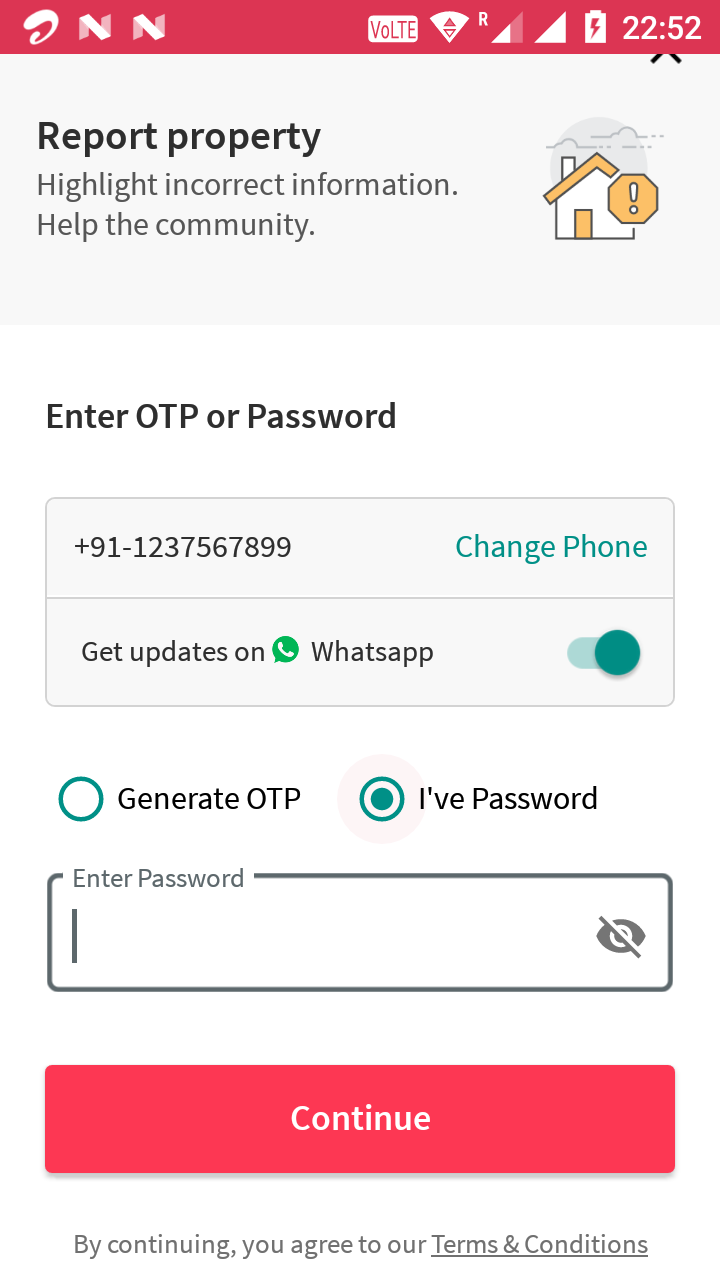 VoLTE R 22:52
Report property
Highlight incorrect information.
Help the community.
Enter OTP or Password
+91-1237567899 Change Phone
Get updates on Whatsapp
Generate OTP I've Password
Enter Password
Continue
By continuing, you agree to our Terms & Conditions